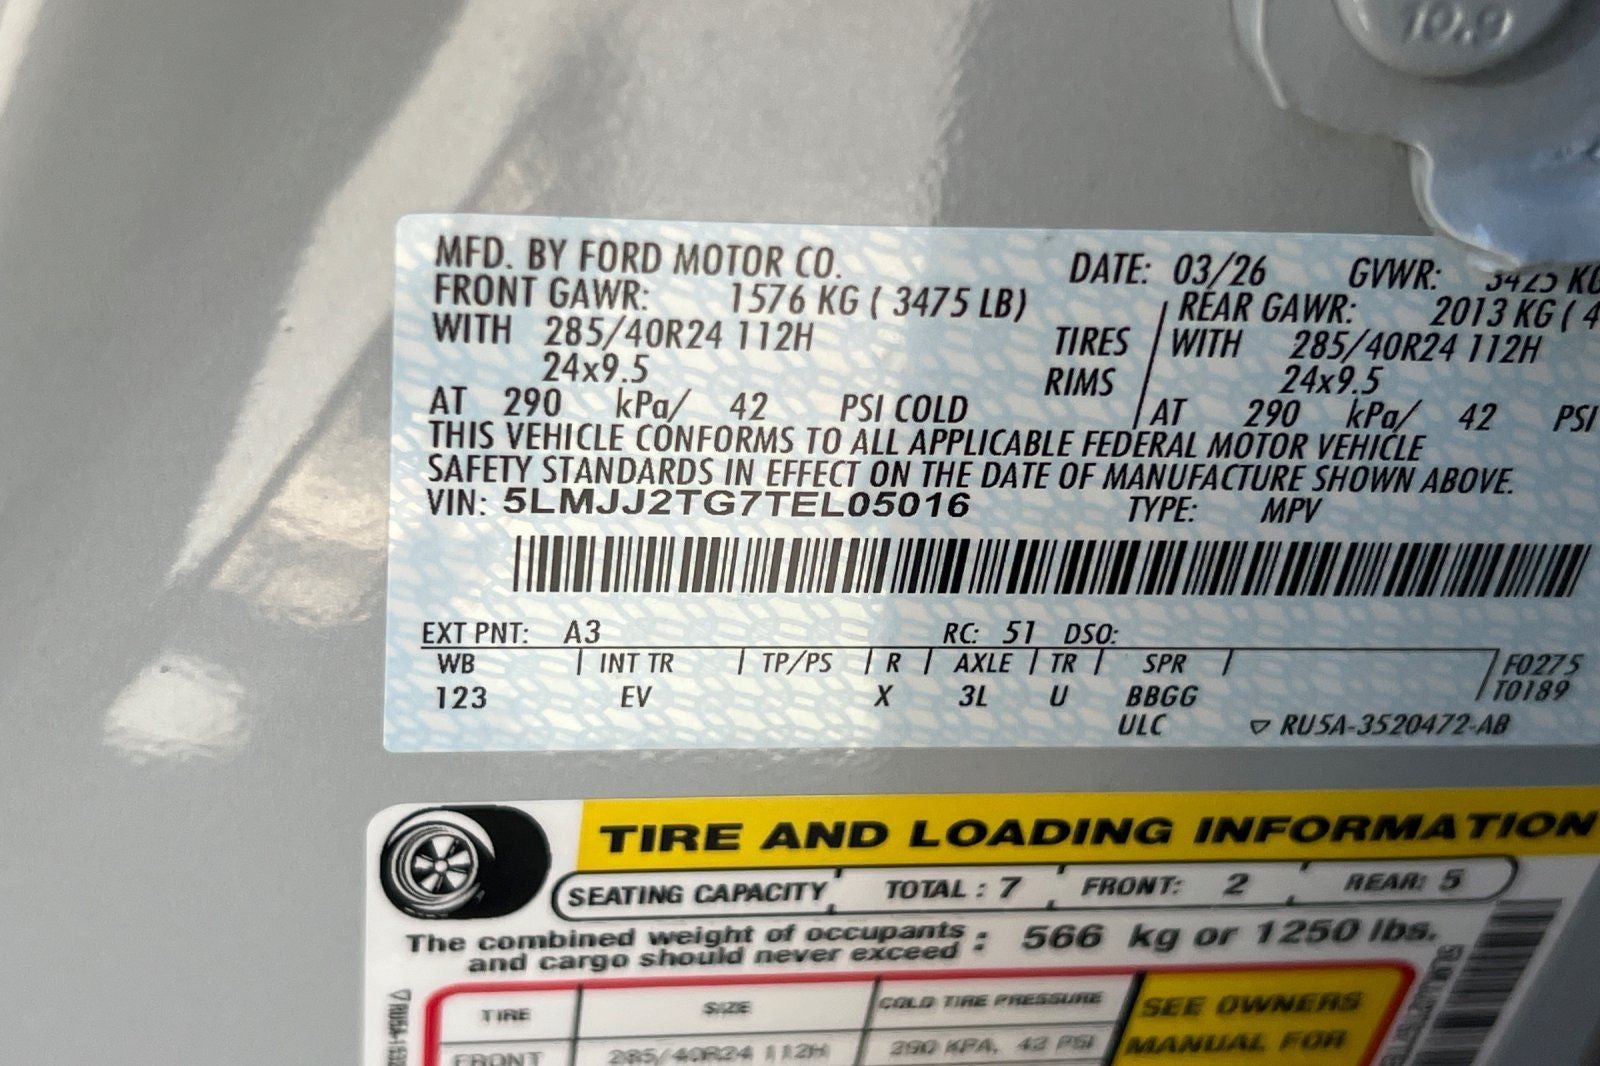 10.9
MFD. BY FORD MOTOR CO. DATE: 03/26 GVWR: 3425 KG
FRONT GAWR: 1576 KG ( 3475 LB) REAR GAWR: 2013 KG ( 4
WITH 285/40R24 112H TIRES WITH 285/40R24 112H
24x9.5 RIMS 24x9.5
AT 290 kPa/ 42 PSI COLD AT 290 kPa/ 42 PSI
THIS VEHICLE CONFORMS TO ALL APPLICABLE FEDERAL MOTOR VEHICLE
SAFETY STANDARDS IN EFFECT ON THE DATE OF MANUFACTURE SHOWN ABOVE.
VIN: 5LMJJ2TG7TEL05016 TYPE: MPV
EXT PNT: A3 RC: 51 DSO:
WB INT TR TP/PS R AXLE TR SPR F0275
123 EV X 3L U BBGG T0189
ULC RU5A-3520472-AB
TIRE AND LOADING INFORMATION
SEATING CAPACITY TOTAL : 7 FRONT: 2 REAR: 5
The combined weight of occupants
and cargo should never exceed : 566 kg or 1250 lbs.
TIRE SIZE COLD TIRE PRESSURE SEE OWNERS
FRONT 285/40R24 112H 290 KPA, 42 PSI MANUAL FOR